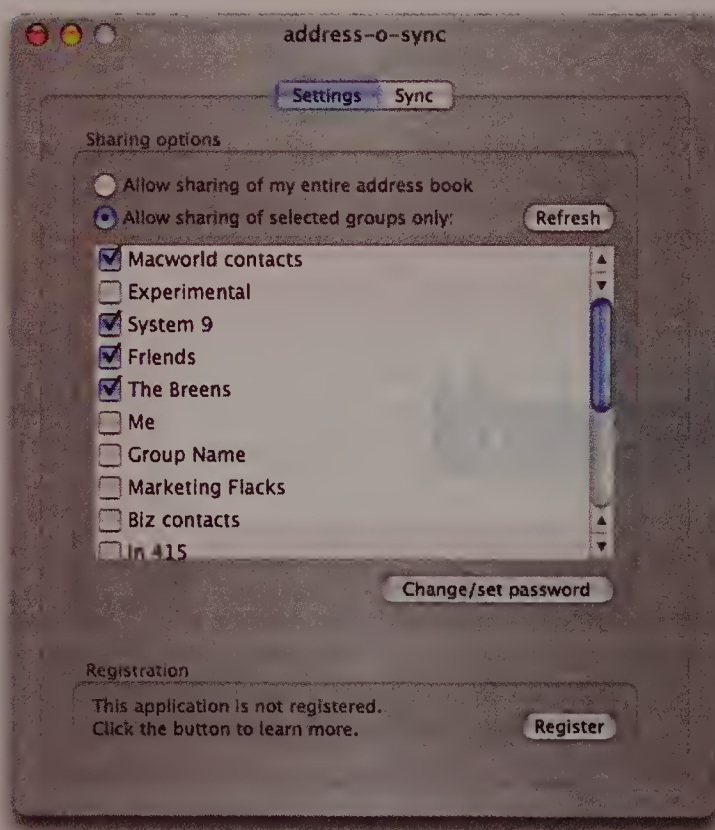 address-o-sync
Settings Sync
Sharing options
Allow sharing of my entire address book
Allow sharing of selected groups only: Refresh
Macworld contacts
Experimental
System 9
Friends
The Breens
Me
Group Name
Marketing Flacks
Biz contacts
In 415
Change/set password
Registration
This application is not registered.
Click the button to learn more. Register